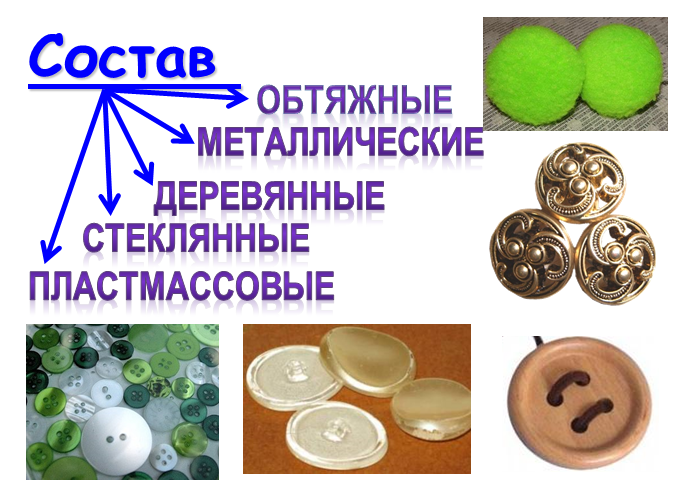 Состав
ОБТЯЖНЫЕ
МЕТАЛЛИЧЕСКИЕ
ДЕРЕВЯННЫЕ
СТЕКЛЯННЫЕ
ПЛАСТМАССОВЫЕ